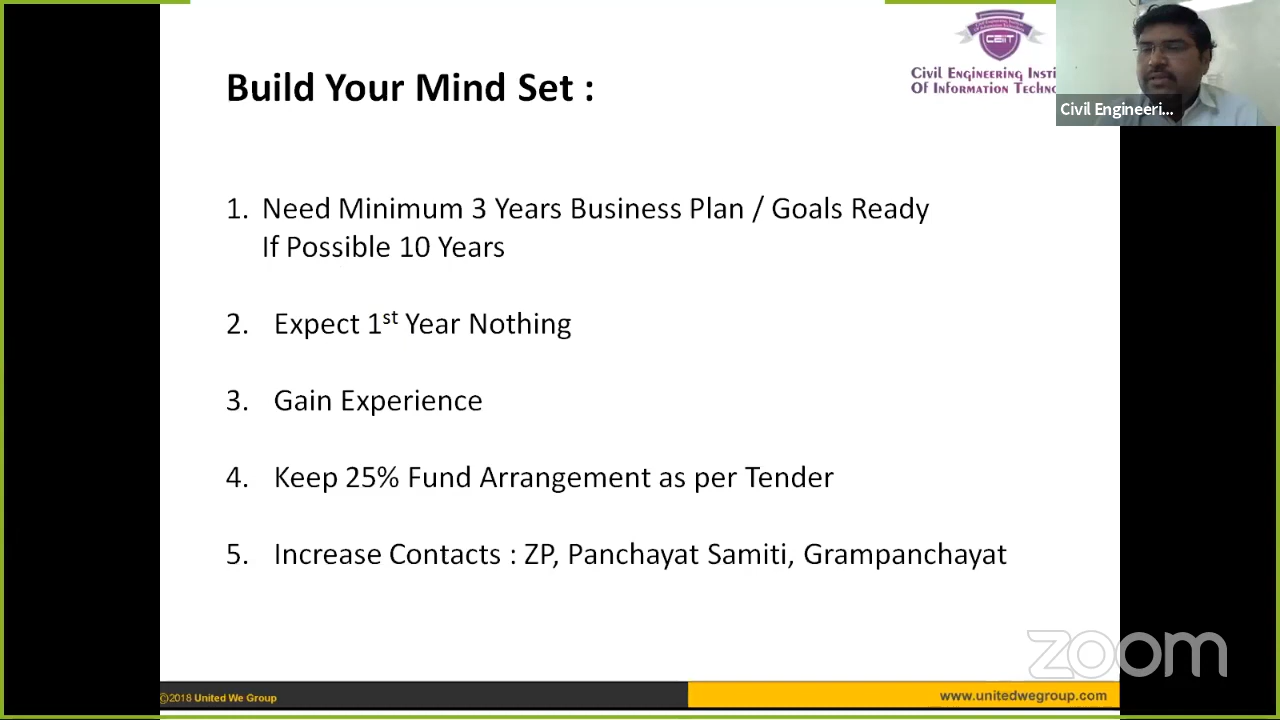 CEIIT
Civil Engineering Insti
Of Information Techno
Civil Engineeri...
Build Your Mind Set :
1. Need Minimum 3 Years Business Plan / Goals Ready
If Possible 10 Years
2. Expect 1st Year Nothing
3. Gain Experience
4. Keep 25% Fund Arrangement as per Tender
5. Increase Contacts : ZP, Panchayat Samiti, Grampanchayat
zoom
©2018 United We Group
www.unitedwegroup.com